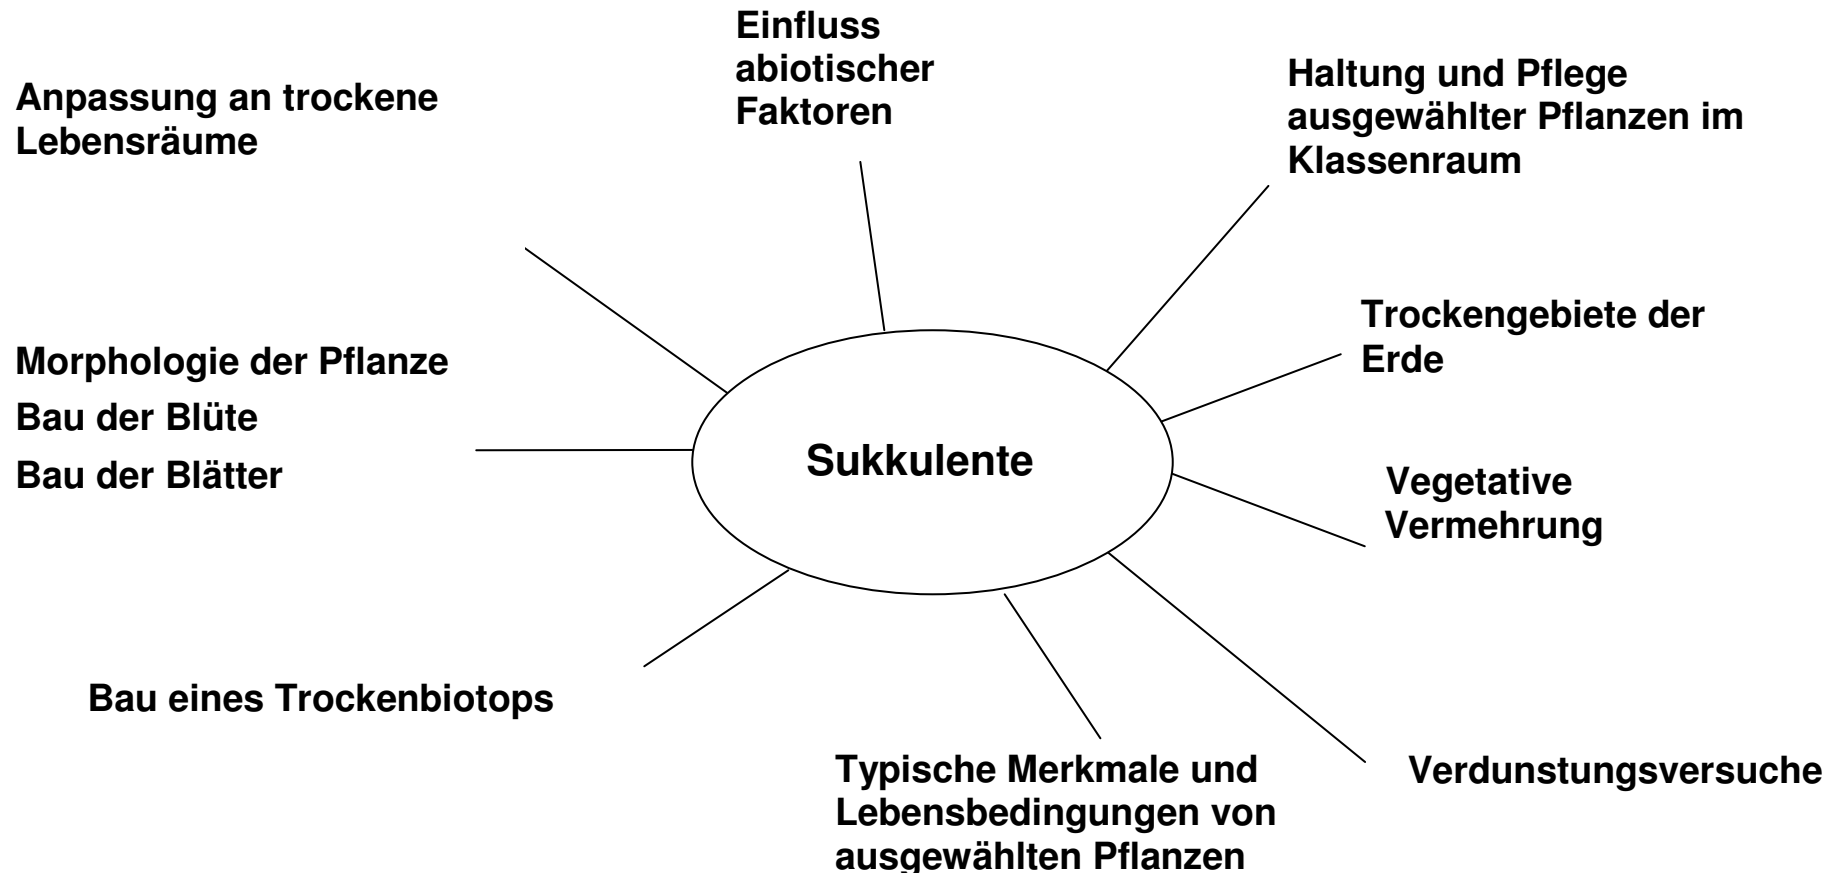 Einfluss
abiotischer
Faktoren
Anpassung an trockene
Lebensräume
Haltung und Pflege
ausgewählter Pflanzen im
Klassenraum
Trockengebiete der
Erde
Morphologie der Pflanze
Bau der Blüte
Bau der Blätter
Sukkulente
Vegetative
Vermehrung
Bau eines Trockenbiotops
Typische Merkmale und
Lebensbedingungen von
ausgewählten Pflanzen
Verdunstungsversuche